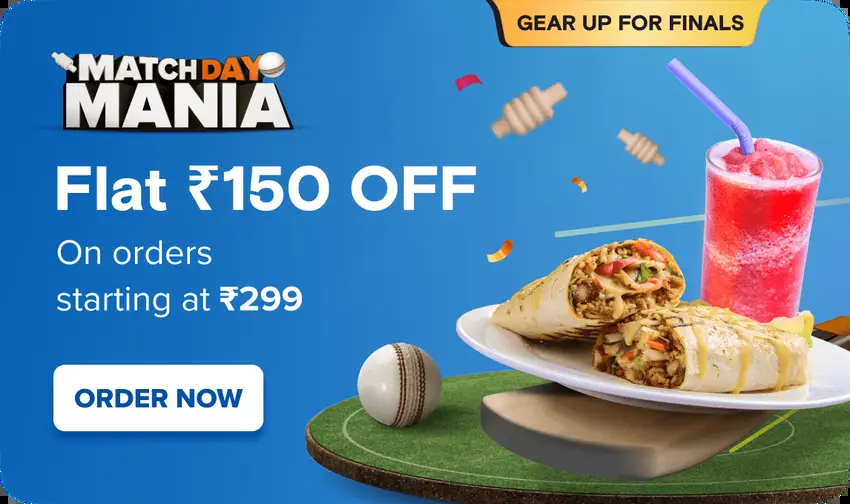 GEAR UP FOR FINALS
MATCH DAY
MANIA
Flat ₹150 OFF
On orders
starting at ₹299
ORDER NOW